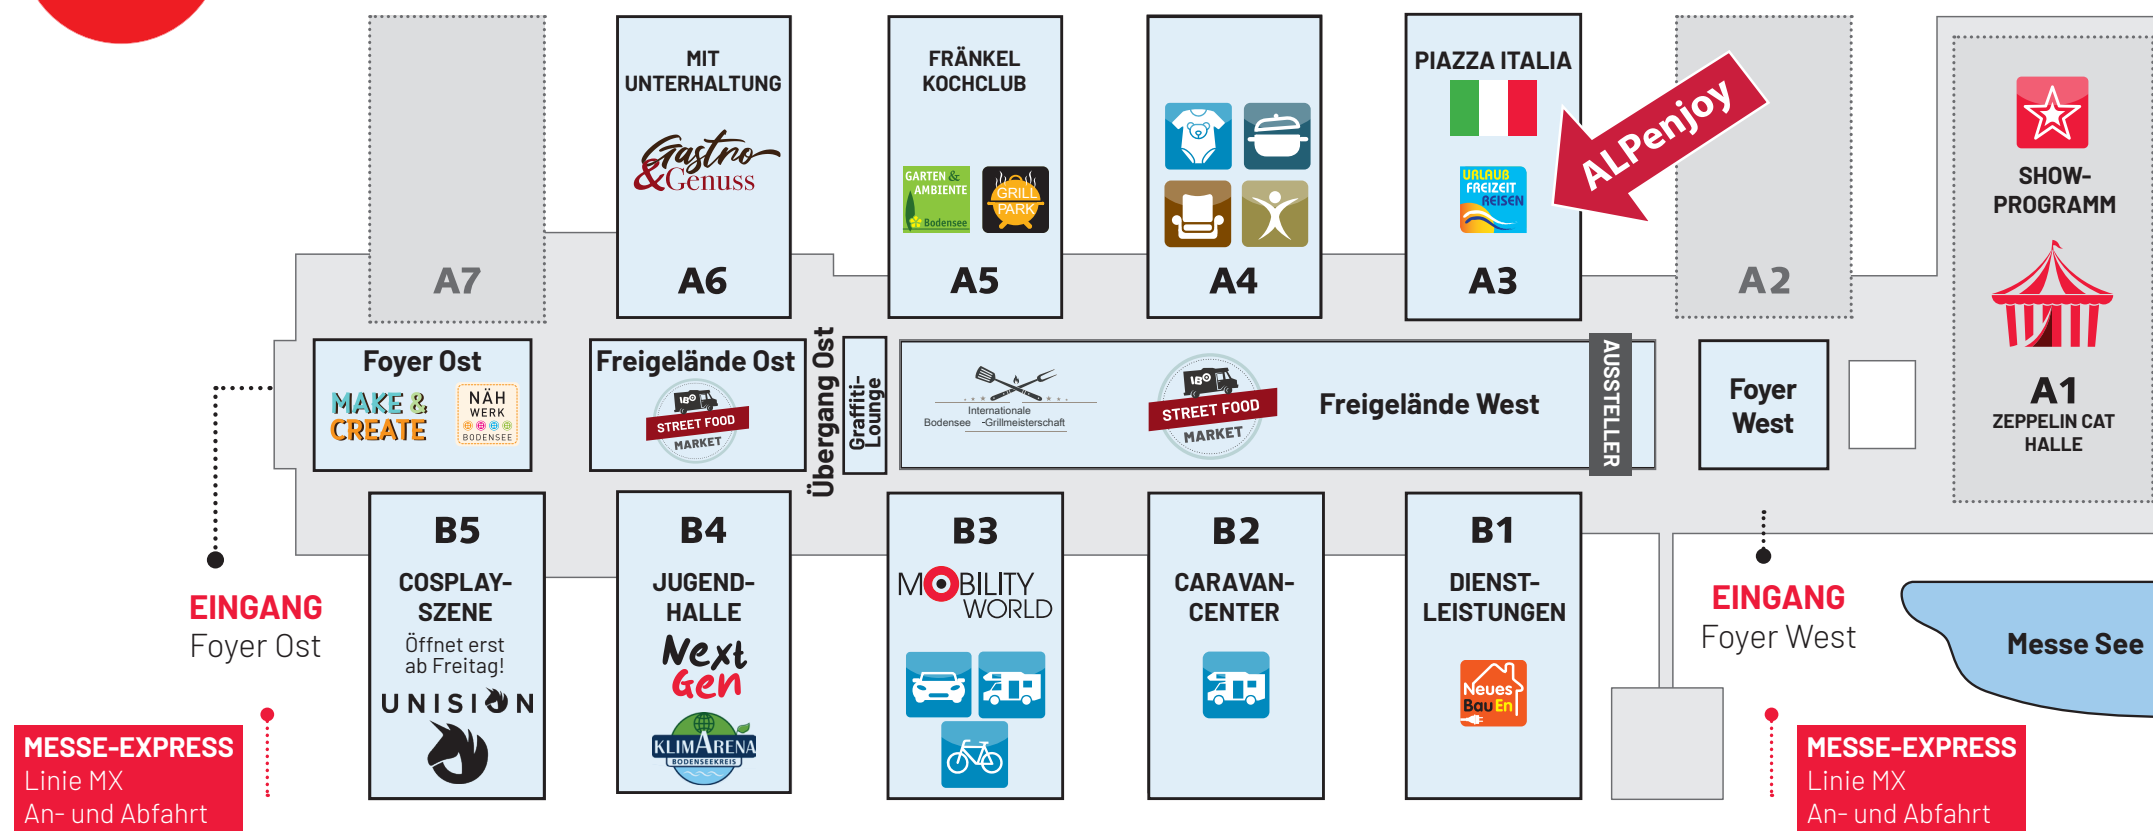 MIT
UNTERHALTUNG
Gastro
& Genuss
A6
A7
FRÄNKEL
KOCHCLUB
GARTEN &
AMBIENTE
Bodensee
GRILL
PARK
A5
A4
PIAZZA ITALIA
URLAUB
FREIZEIT
REISEN
ALPenjoy
A3
A2
SHOW-
PROGRAMM
A1
ZEPPELIN CAT
HALLE
Foyer Ost
MAKE &
CREATE
NÄH
WERK
BODENSEE
Freigelände Ost
IBO
STREET FOOD
MARKET
Übergang Ost
Graffiti-
Lounge
Internationale
Bodensee -Grillmeisterschaft
IBO
STREET FOOD
MARKET
Freigelände West
AUSSTELLER
Foyer
West
B5
COSPLAY-
SZENE
Öffnet erst
ab Freitag!
UNISION
B4
JUGEND-
HALLE
Next
Gen
KLIMARENA
BODENSEEKREIS
B3
MOBILITY
WORLD
B2
CARAVAN-
CENTER
B1
DIENST-
LEISTUNGEN
Neues
BauEn
EINGANG
Foyer Ost
MESSE-EXPRESS
Linie MX
An- und Abfahrt
EINGANG
Foyer West
Messe See
MESSE-EXPRESS
Linie MX
An- und Abfahrt